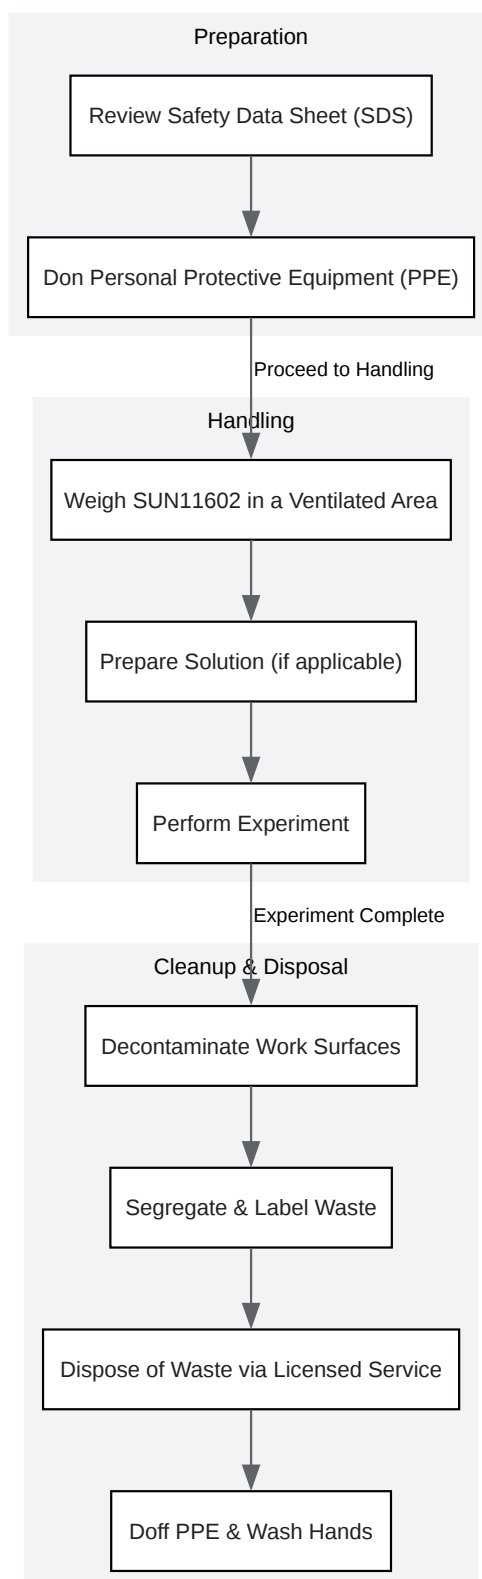 Preparation
Review Safety Data Sheet (SDS)
Don Personal Protective Equipment (PPE)
Proceed to Handling
Handling
Weigh SUN11602 in a Ventilated Area
Prepare Solution (if applicable)
Perform Experiment
Experiment Complete
Cleanup & Disposal
Decontaminate Work Surfaces
Segregate & Label Waste
Dispose of Waste via Licensed Service
Doff PPE & Wash Hands